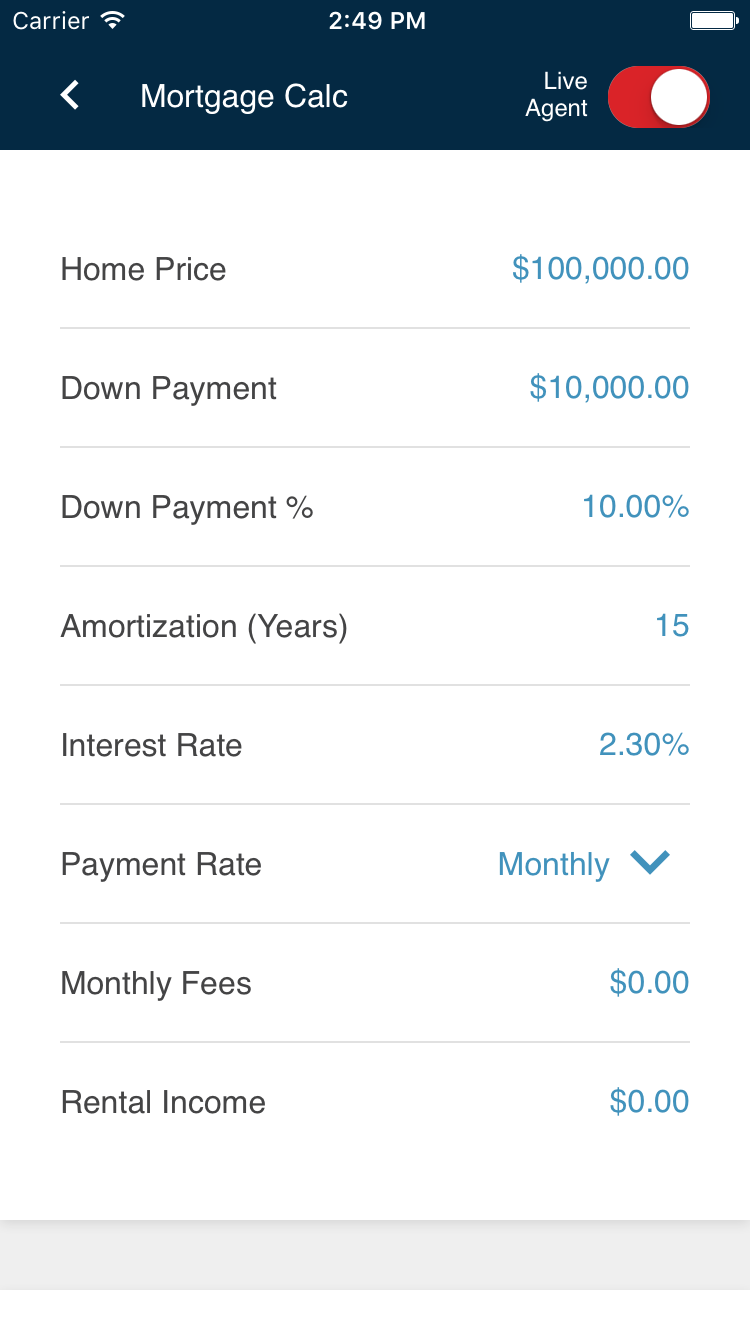 Carrier 2:49 PM
Mortgage Calc Live
Agent
Home Price $100,000.00
Down Payment $10,000.00
Down Payment % 10.00%
Amortization (Years) 15
Interest Rate 2.30%
Payment Rate Monthly
Monthly Fees $0.00
Rental Income $0.00